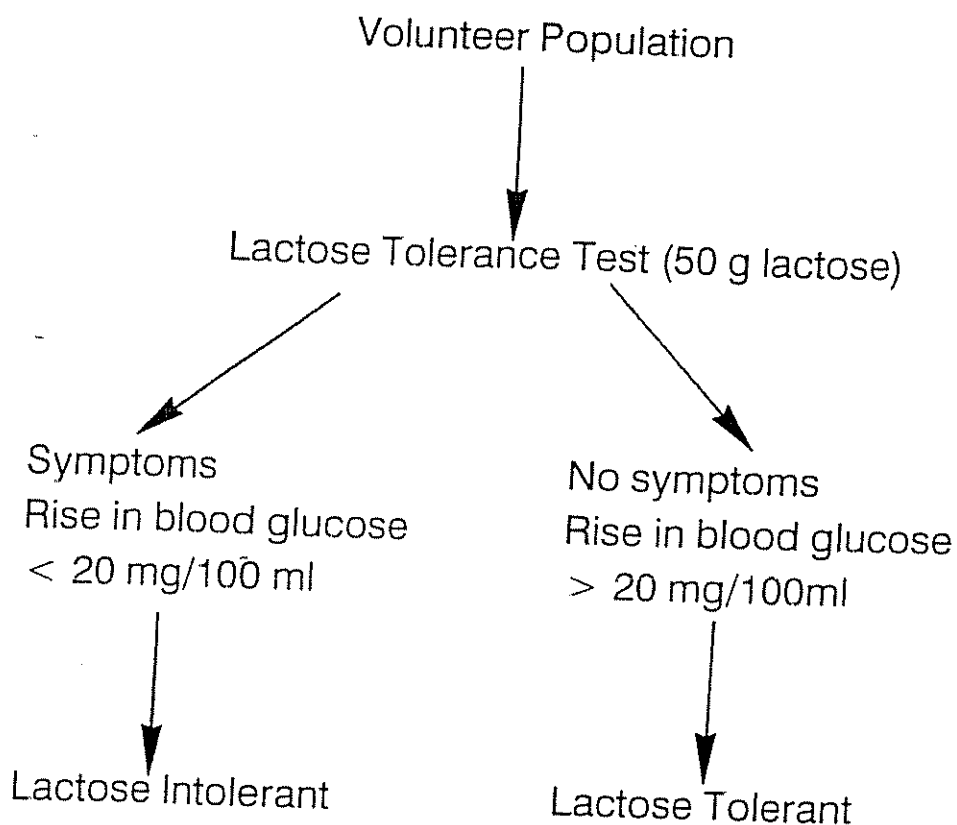 Volunteer Population
Lactose Tolerance Test (50 g lactose)
Symptoms
Rise in blood glucose
< 20 mg/100 ml
No symptoms
Rise in blood glucose
> 20 mg/100ml
Lactose Intolerant
Lactose Tolerant